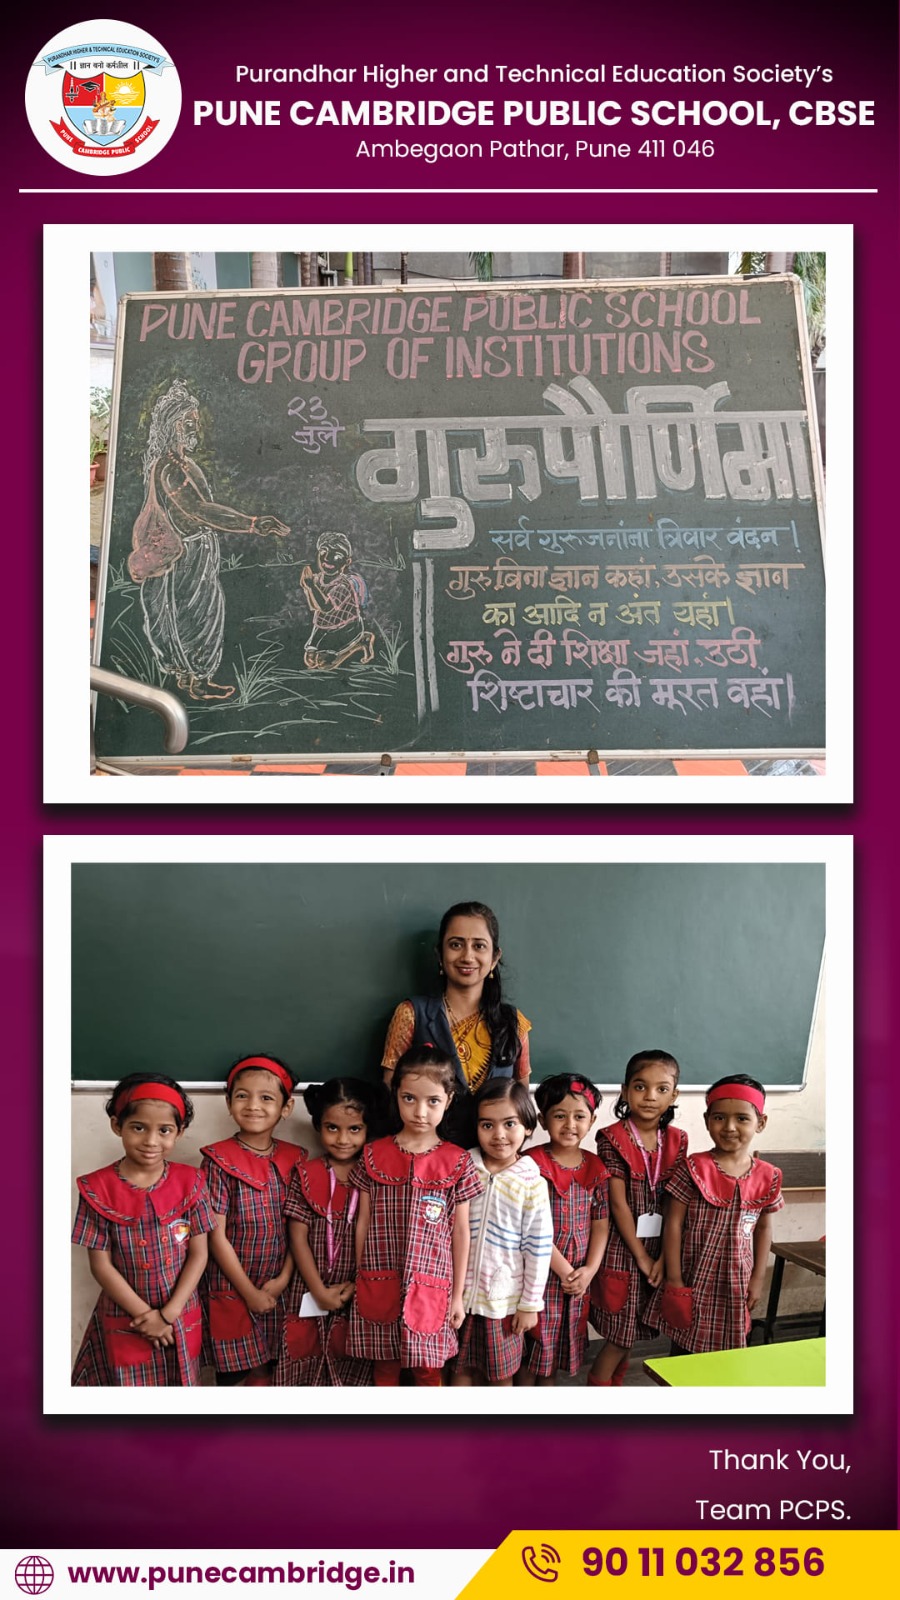 PURANDHAR HIGHER & TECHNICAL EDUCATION SOCIETY'S
|| ज्ञान बनो कर्मशील ||
PUNE CAMBRIDGE PUBLIC SCHOOL
Purandhar Higher and Technical Education Society's
PUNE CAMBRIDGE PUBLIC SCHOOL, CBSE
Ambegaon Pathar, Pune 411 046
PUNE CAMBRIDGE PUBLIC SCHOOL
GROUP OF INSTITUTIONS
२३
जुलै
गुरुपौर्णिमा
सर्व गुरुजनांना त्रिवार वंदन !
गुरु बिना ज्ञान कहां, उसके ज्ञान
का आदि न अंत यहां।
गुरु ने दी शिक्षा जहां, उठी
शिष्टाचार की मूरत वहां।
Thank You,
Team PCPS.
www.punecambridge.in
90 11 032 856